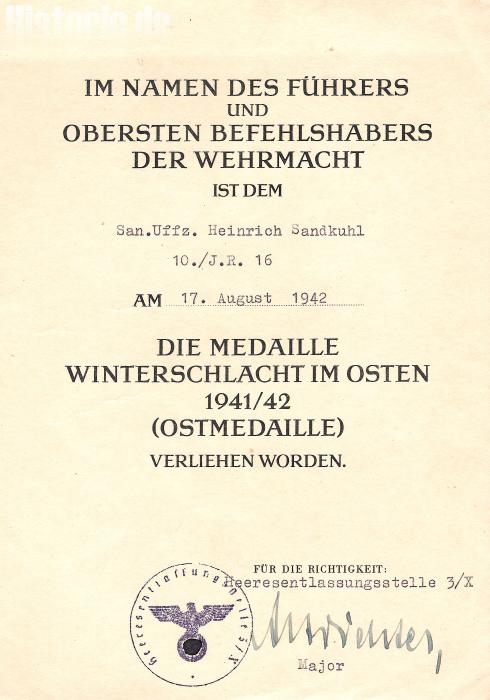 Historic.de
IM NAMEN DES FÜHRERS
UND
OBERSTEN BEFEHLSHABERS
DER WEHRMACHT
IST DEM
San.Uffz. Heinrich Sandkuhl
10./J.R. 16
AM 17. August 1942
DIE MEDAILLE
WINTERSCHLACHT IM OSTEN
1941/42
(OSTMEDAILLE)
VERLIEHEN WORDEN.
FÜR DIE RICHTIGKEIT:
Heeresentlassungsstelle 3/X
Heeresentlassungsstelle 3/X
Major